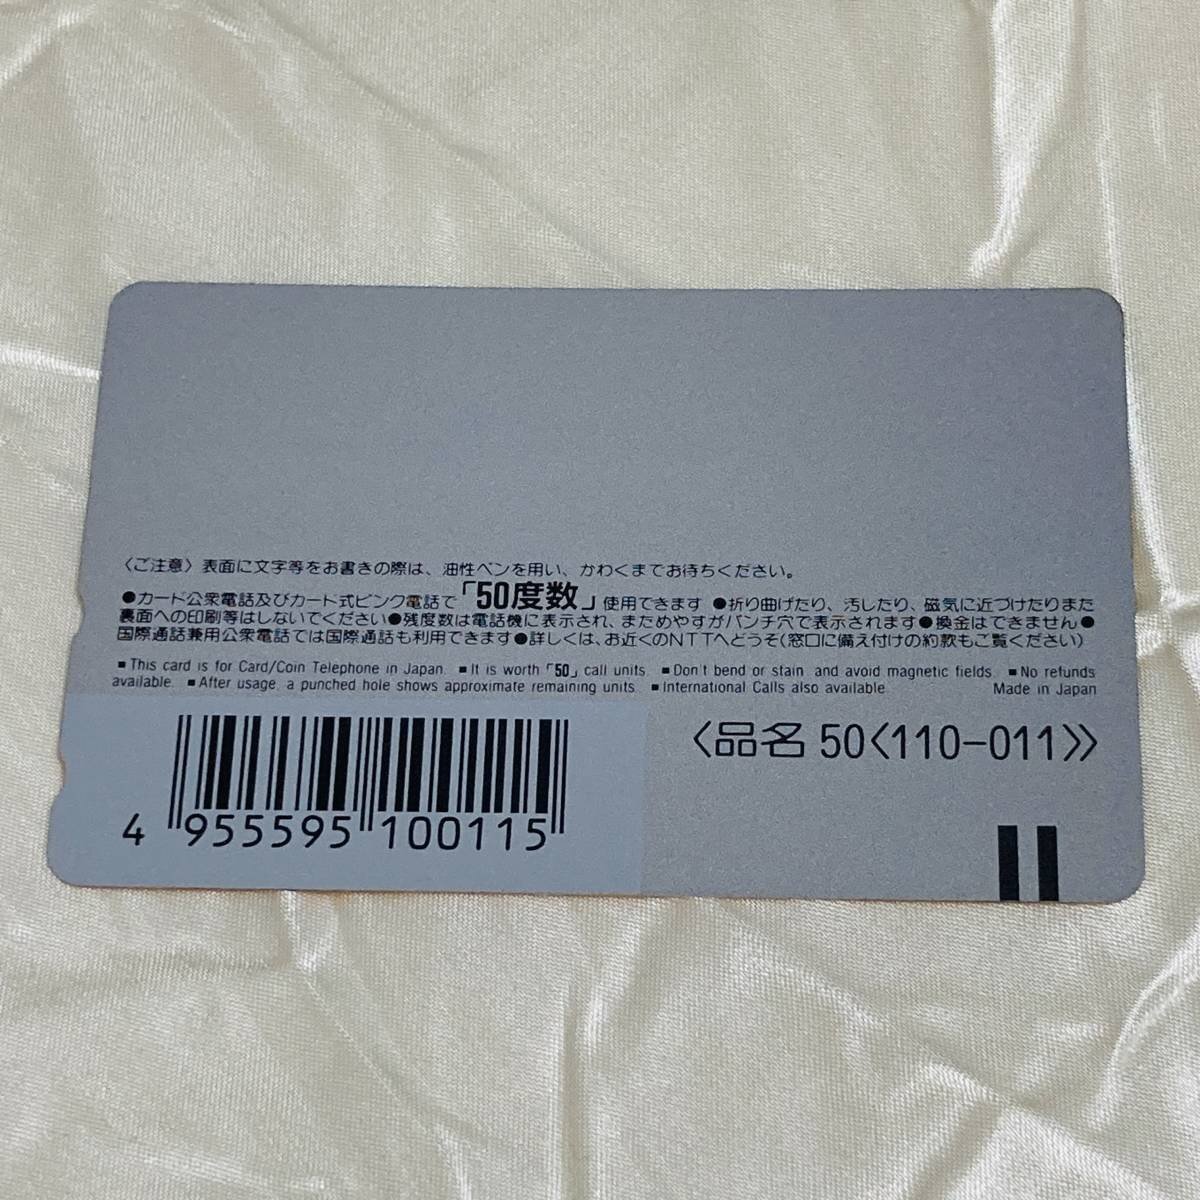 〈ご注意〉表面に文字等をお書きの際は、油性ペンを用い、かわくまでお待ちください。
●カード公衆電話及びカード式ピンク電話で「50度数」使用できます ●折り曲げたり、汚したり、磁気に近づけたりまた
裏面への印刷等はしないでください●残度数は電話機に表示され、まためやすがパンチ穴で表示されます●換金はできません●
国際通話兼用公衆電話では国際通話も利用できます●詳しくは、お近くのNTTへどうそ(窓口に備え付けの約款もご覧ください)
■This card is for Card/Coin Telephone in Japan. ■It is worth「50」call units. ■Don't bend or stain and avoid magnetic fields. ■No refunds
available. ■After usage, a punched hole shows approximate remaining units. ■International Calls also available. Made in Japan
〈品名 50〈110-011〉〉
4 955595 100115